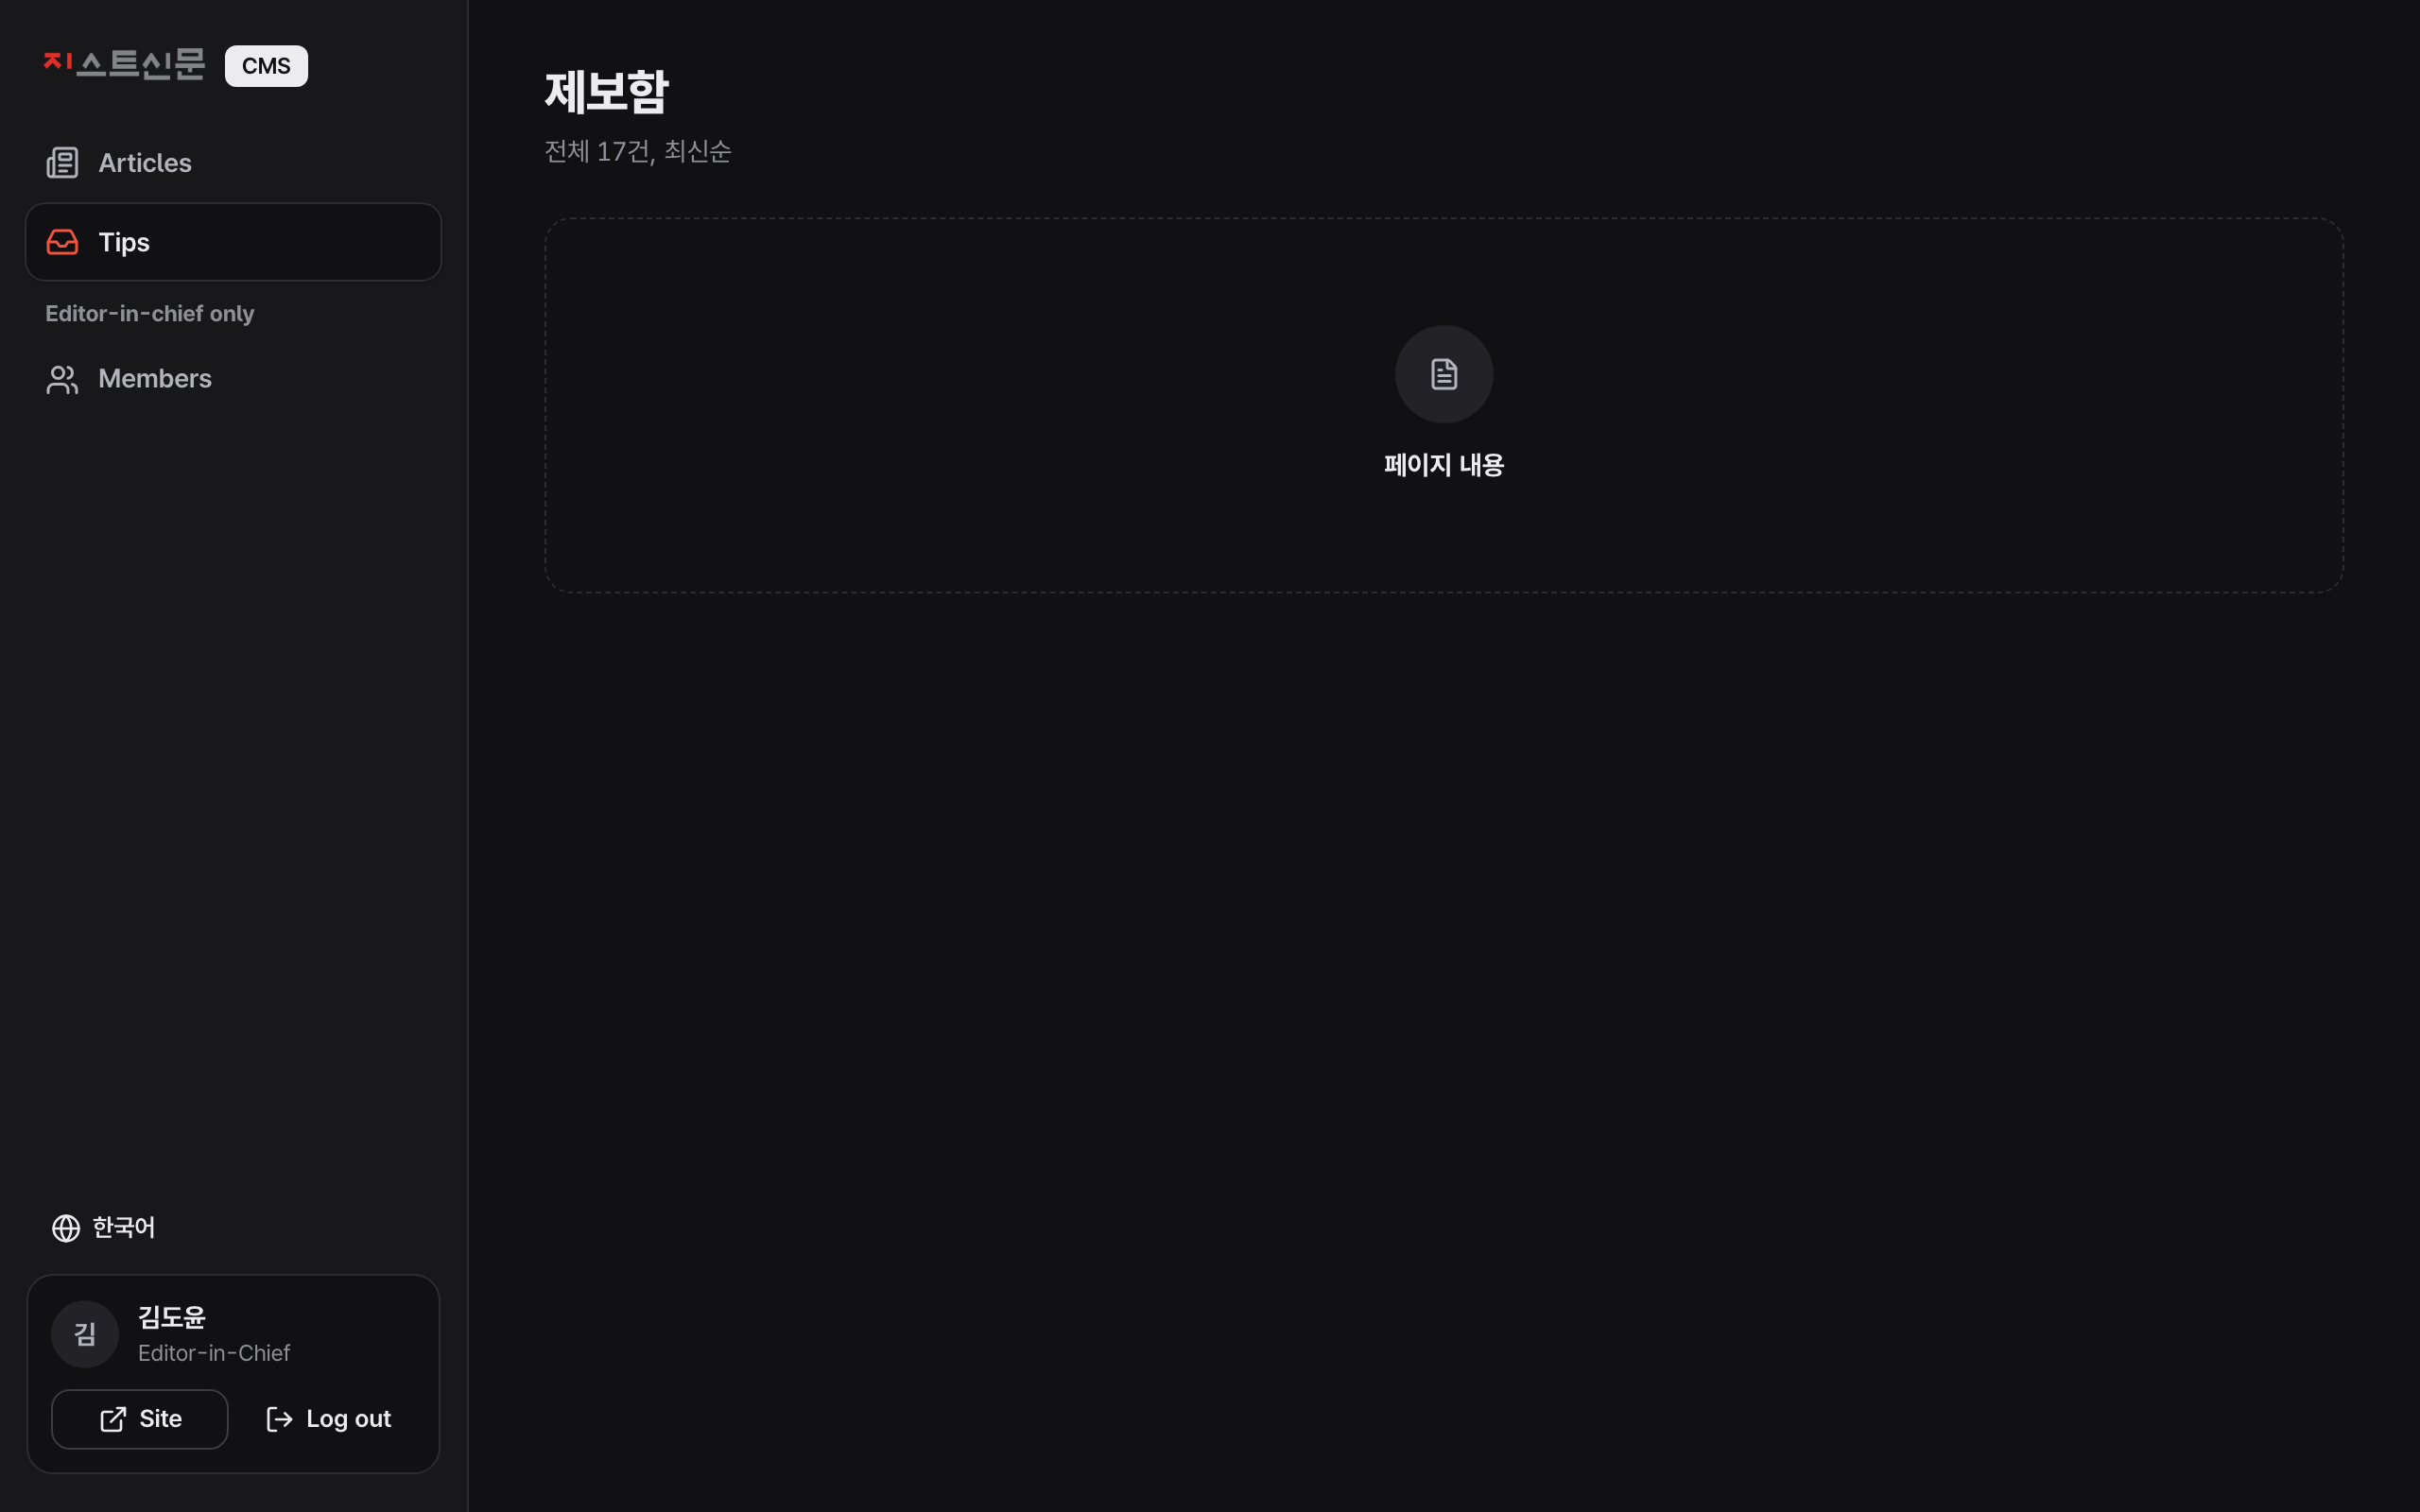 지스트신문 CMS
Articles
Tips
Editor-in-chief only
Members
한국어
김 김도윤
Editor-in-Chief
Site Log out
제보함
전체 17건, 최신순
페이지 내용